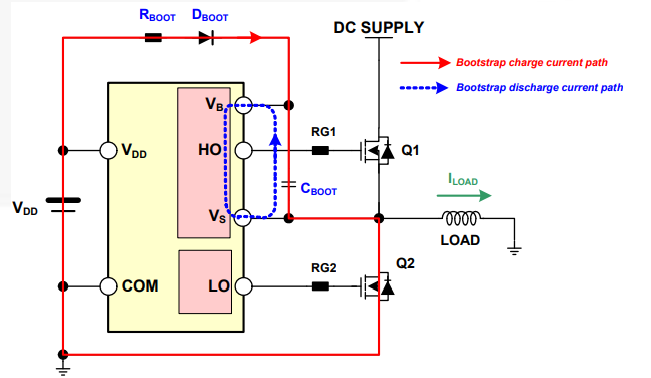 RBOOT DBOOT
DC SUPPLY
Bootstrap charge current path
Bootstrap discharge current path
VB
RG1
VDD
HO
Q1
ILOAD
CBOOT
VDD
VS
LOAD
RG2
Q2
COM
LO